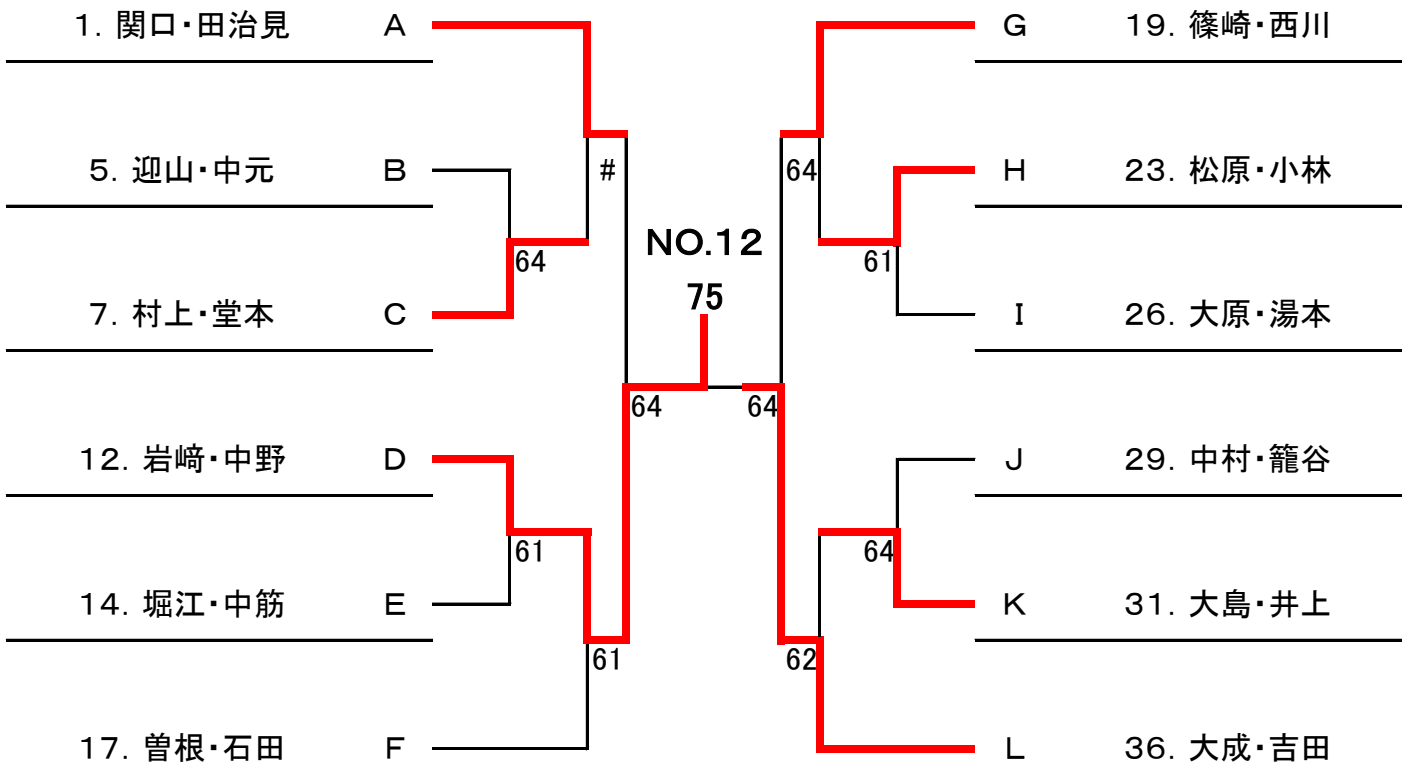 1. 関口・田治見 A
G 19. 篠崎・西川
5. 迎山・中元 B
#
64
H 23. 松原・小林
NO.12
64
61
75
7. 村上・堂本 C
I 26. 大原・湯本
64
64
12. 岩﨑・中野 D
J 29. 中村・籠谷
61
64
14. 堀江・中筋 E
K 31. 大島・井上
61
62
17. 曽根・石田 F
L 36. 大成・吉田